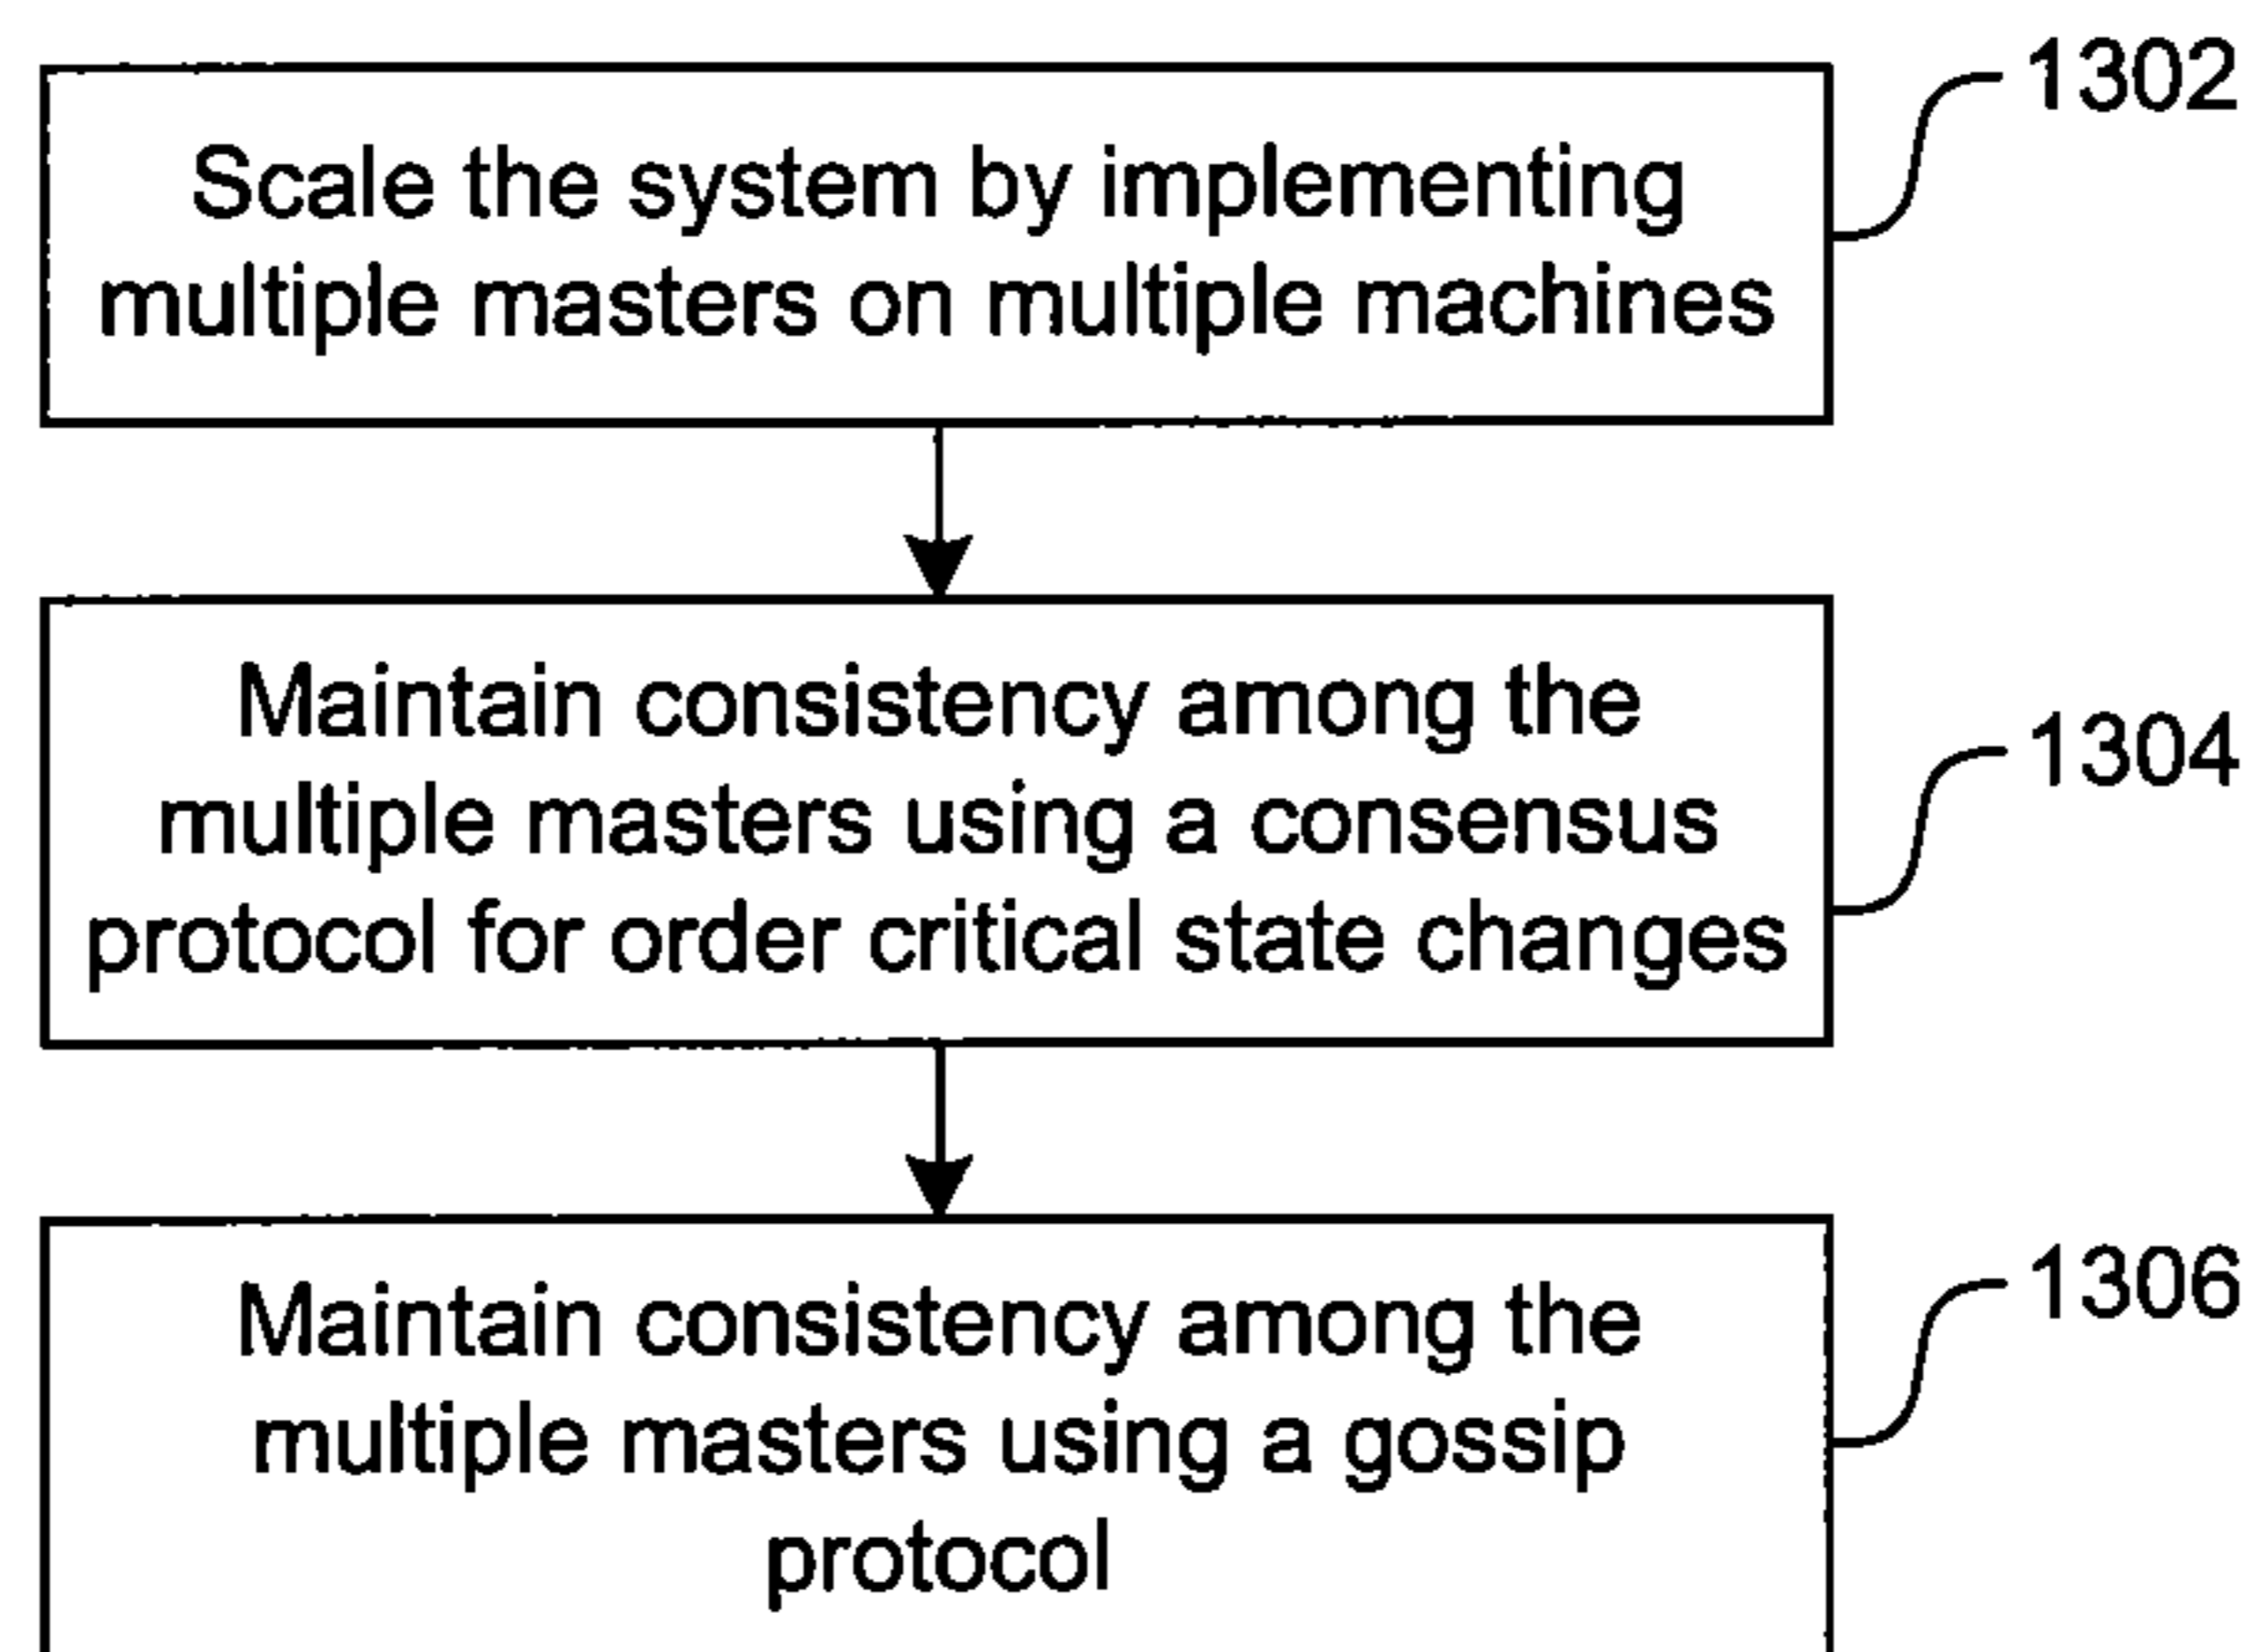 1302
Scale the system by implementing
multiple masters on multiple machines
Maintain consistency among the
1304
multiple masters using a consensus
protocol for order critical state changes
1306
Maintain consistency among the
multiple masters using a gossip
protocol